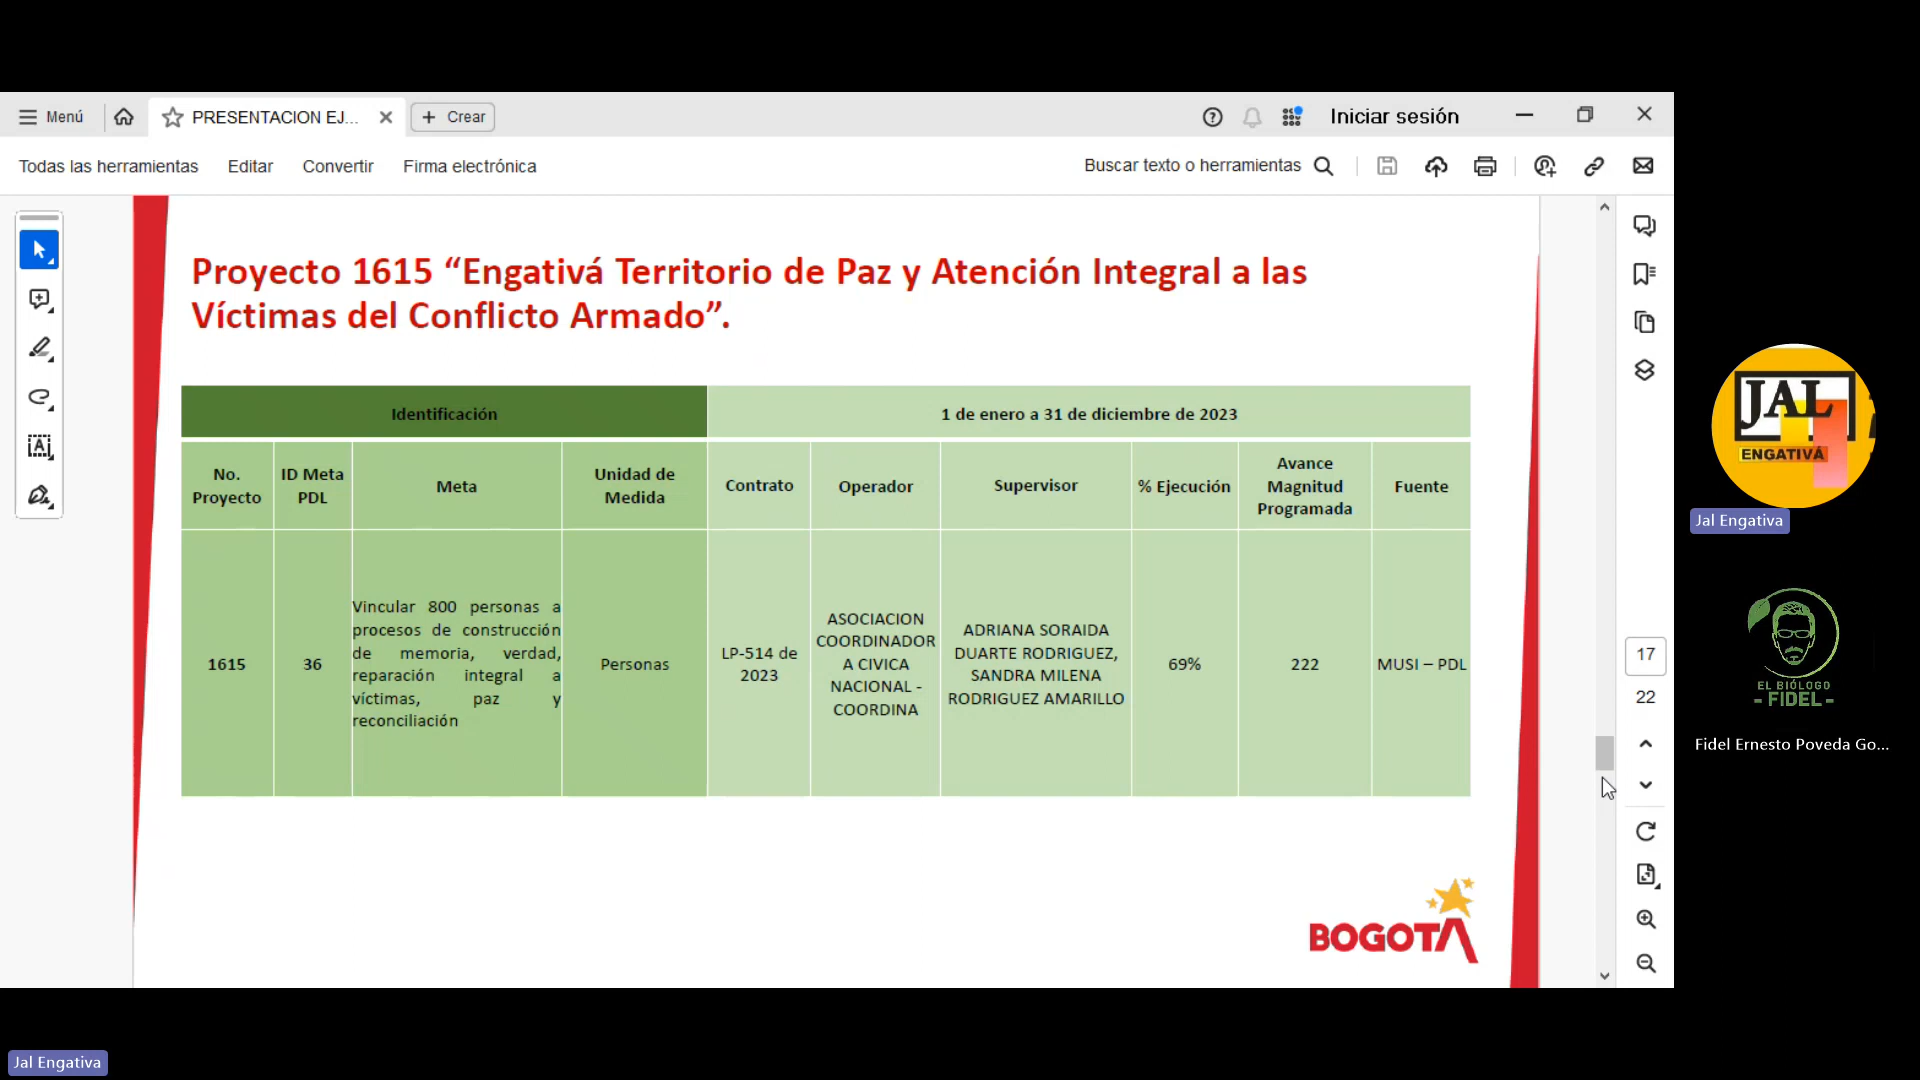 Menú
PRESENTACION EJ...
Crear
Iniciar sesión
Todas las herramientas
Editar
Convertir
Firma electrónica
Buscar texto o herramientas
Proyecto 1615 “Engativá Territorio de Paz y Atención Integral a las
Víctimas del Conflicto Armado”.
Identificación
1 de enero a 31 de diciembre de 2023
No.
Proyecto
ID Meta
PDL
Meta
Unidad de
Medida
Contrato
Operador
Supervisor
% Ejecución
Avance
Magnitud
Programada
Fuente
1615
36
Vincular 800 personas a
procesos de construcción
de memoria, verdad,
reparación integral a
víctimas, paz y
reconciliación
Personas
LP-514 de
2023
ASOCIACION
COORDINADOR
A CIVICA
NACIONAL -
COORDINA
ADRIANA SORAIDA
DUARTE RODRIGUEZ,
SANDRA MILENA
RODRIGUEZ AMARILLO
69%
222
MUSI – PDL
BOGOTÁ
17
22
JAL
ENGATIVÁ
Jal Engativa
EL BIÓLOGO
- FIDEL -
Fidel Ernesto Poveda Go...
Jal Engativa